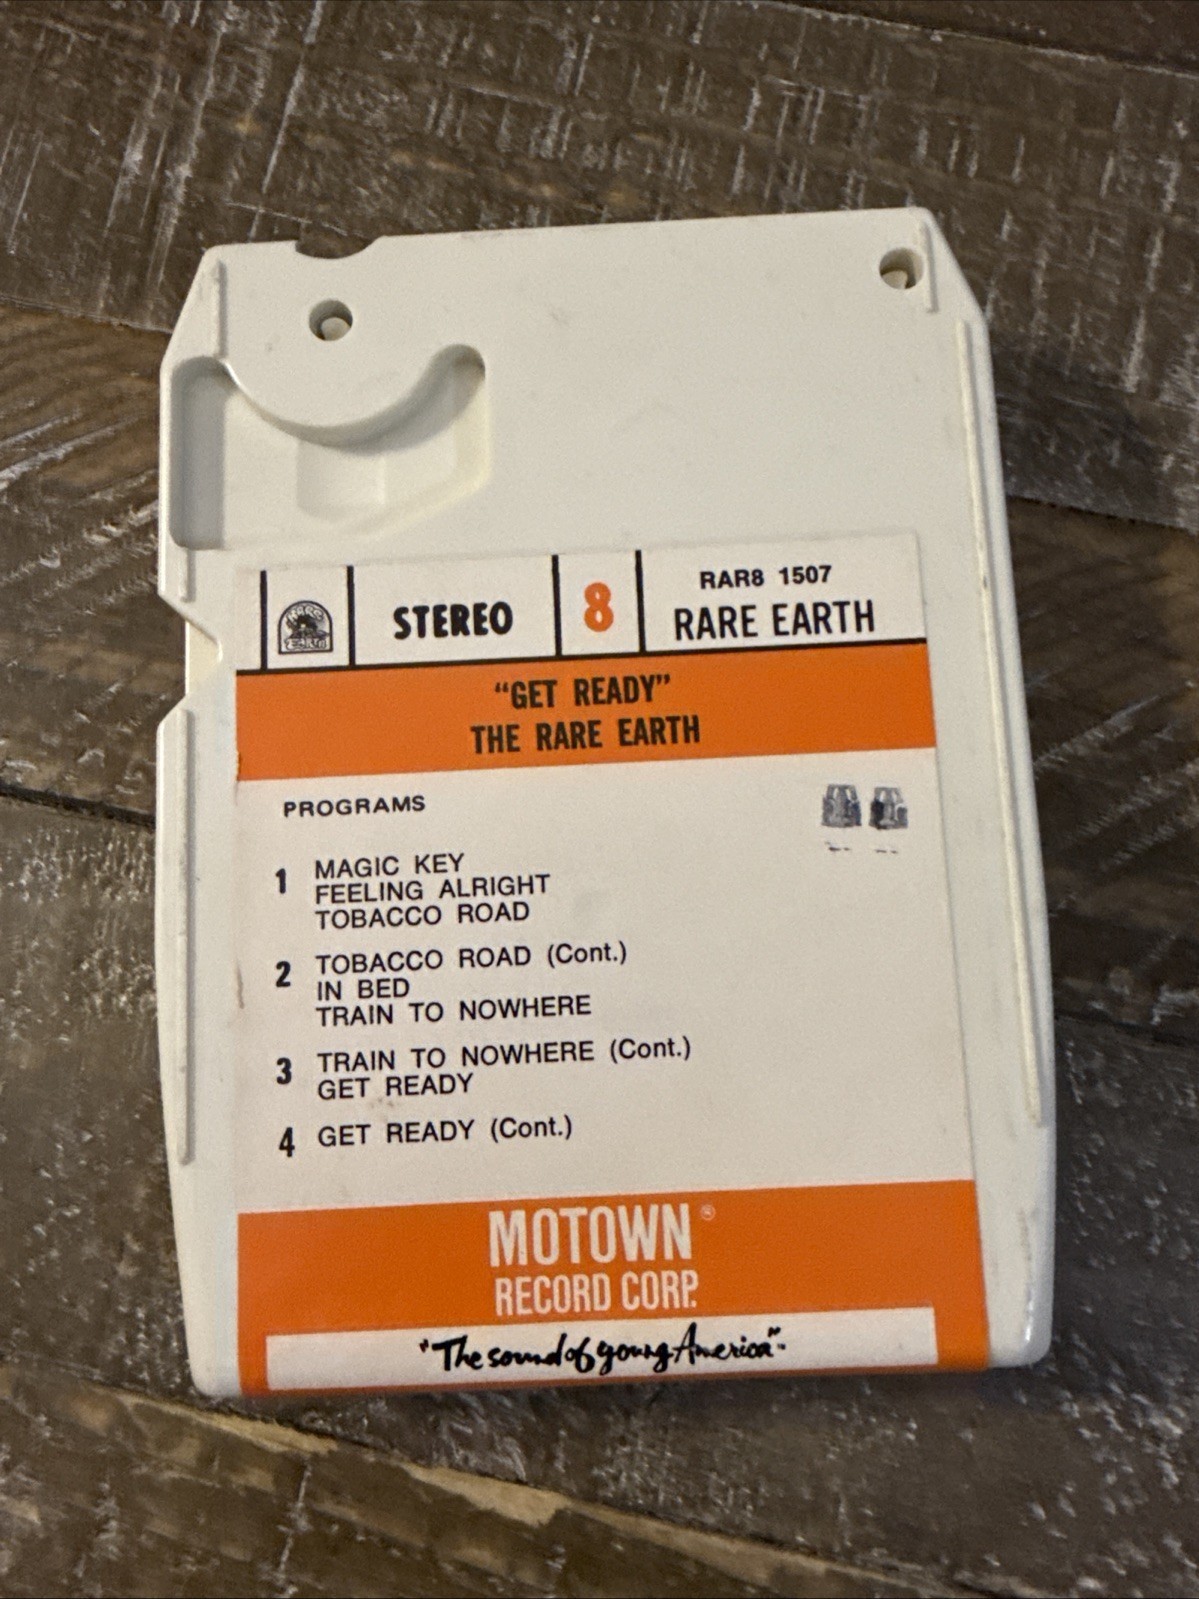 RARE
EARTH
STEREO
8
RAR8 1507
RARE EARTH
"GET READY"
THE RARE EARTH
PROGRAMS
1 MAGIC KEY
FEELING ALRIGHT
TOBACCO ROAD
2 TOBACCO ROAD (Cont.)
IN BED
TRAIN TO NOWHERE
3 TRAIN TO NOWHERE (Cont.)
GET READY
4 GET READY (Cont.)
MOTOWN®
RECORD CORP.
"The sound of young America"